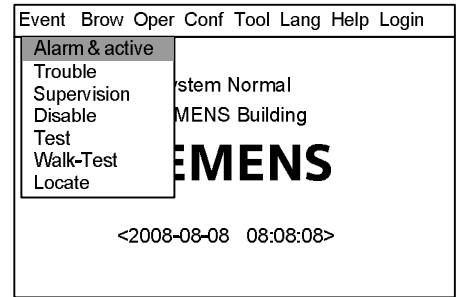 Event Brow Oper Conf Tool Lang Help Login
Alarm & active
Trouble
Supervision
Disable
Test
Walk-Test
Locate
ystem Normal
MENS Building
EMENS
<2008-08-08 08:08:08>